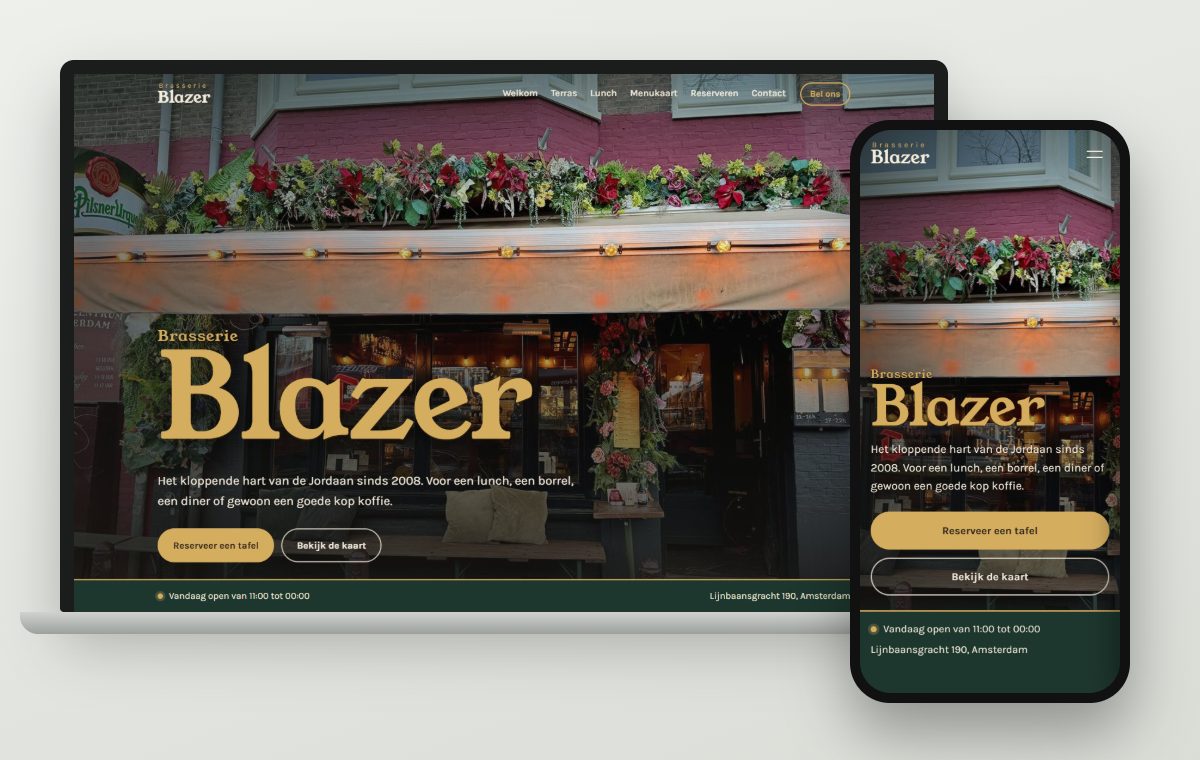 Brasserie
Blazer
Welkom Terras Lunch Menukaart Reserveren Contact Bel ons
Brasserie
Blazer
Het kloppende hart van de Jordaan sinds 2008. Voor een lunch, een borrel,
een diner of gewoon een goede kop koffie.
Reserveer een tafel Bekijk de kaart
Vandaag open van 11:00 tot 00:00
Lijnbaansgracht 190, Amsterdam
Brasserie
Blazer
Brasserie
Blazer
Het kloppende hart van de Jordaan sinds
2008. Voor een lunch, een borrel, een diner of
gewoon een goede kop koffie.
Reserveer een tafel
Bekijk de kaart
Vandaag open van 11:00 tot 00:00
Lijnbaansgracht 190, Amsterdam